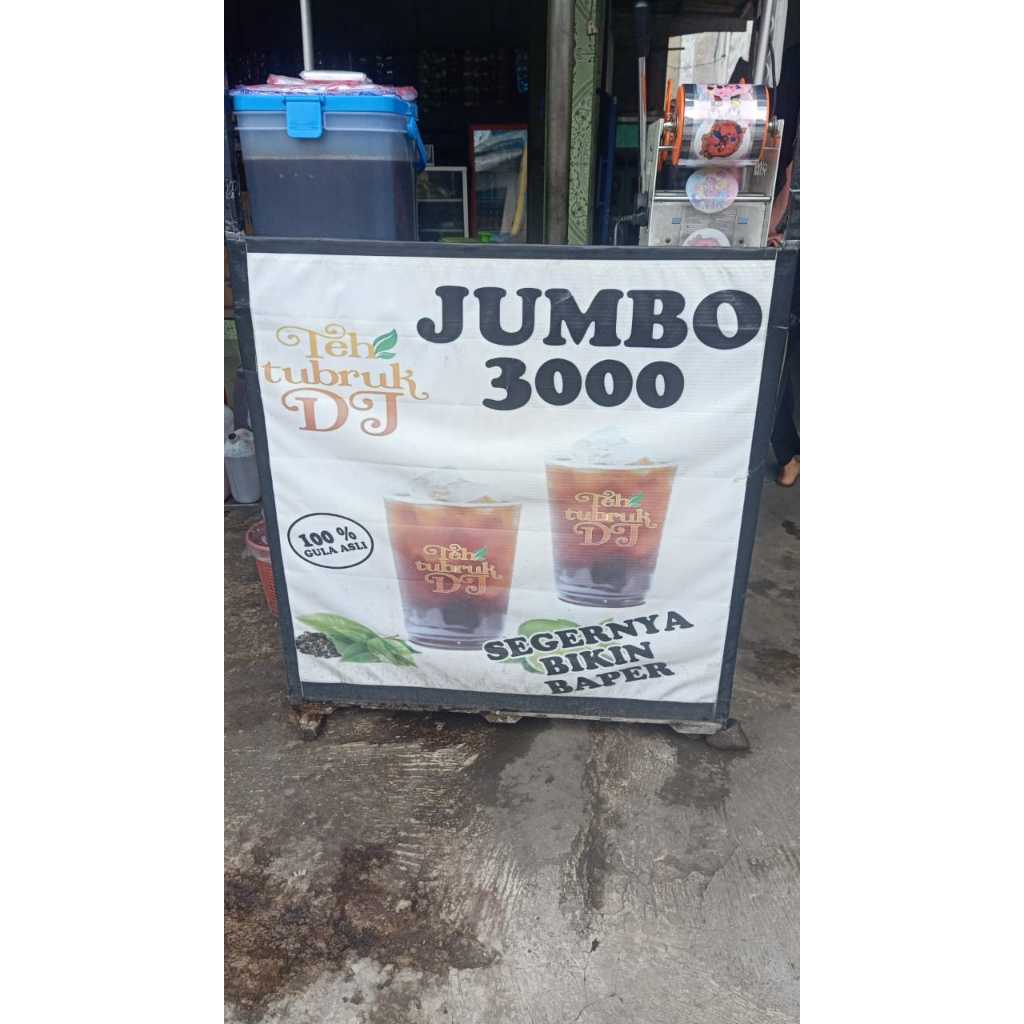 JUMBO
3000
Teh
tubruk
DJ
100 %
GULA ASLI
Teh
tubruk
DJ
Teh
tubruk
DJ
SEGERNYA
BIKIN
BAPER